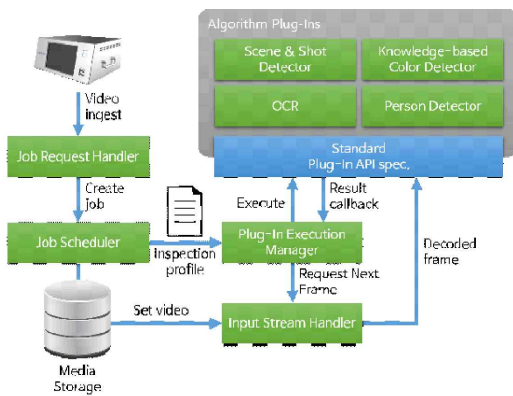 Algorithm Plug-Ins
Scene & Shot
Detector
Knowledge-based
Color Detector
OCR
Person Detector
Standard
Plug-In API spec.
Video
ingest
Job Request Handler
Create
job
Execute
Result
callback
Job Scheduler
Inspection
profile
Plug-In Execution
Manager
Decoded
frame
Request Next
Frame
Set video
Input Stream Handler
Media
Storage